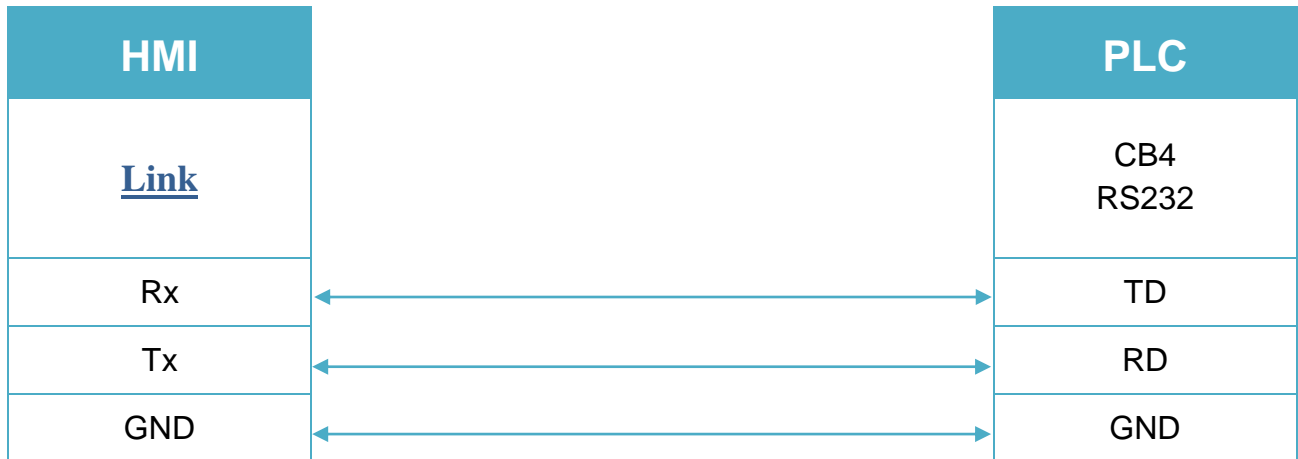 HMI
PLC
Link
CB4
RS232
Rx
TD
Tx
RD
GND
GND